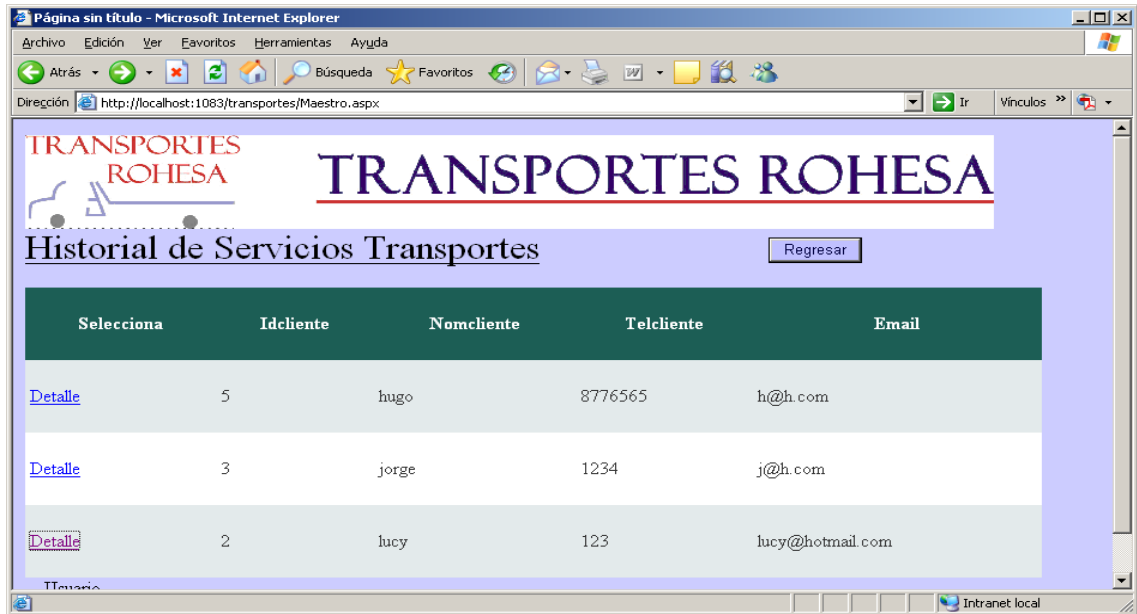 Página sin título - Microsoft Internet Explorer
Archivo Edición Ver Favoritos Herramientas Ayuda
Atrás Búsqueda Favoritos
Dirección http://localhost:1083/transportes/Maestro.aspx Ir Vínculos »
TRANSPORTES
ROHESA
TRANSPORTES ROHESA
Historial de Servicios Transportes Regresar
Selecciona Idcliente Nomcliente Telcliente Email
Detalle 5 hugo 8776565 h@h.com
Detalle 3 jorge 1234 j@h.com
Detalle 2 lucy 123 lucy@hotmail.com
Usuario
Intranet local